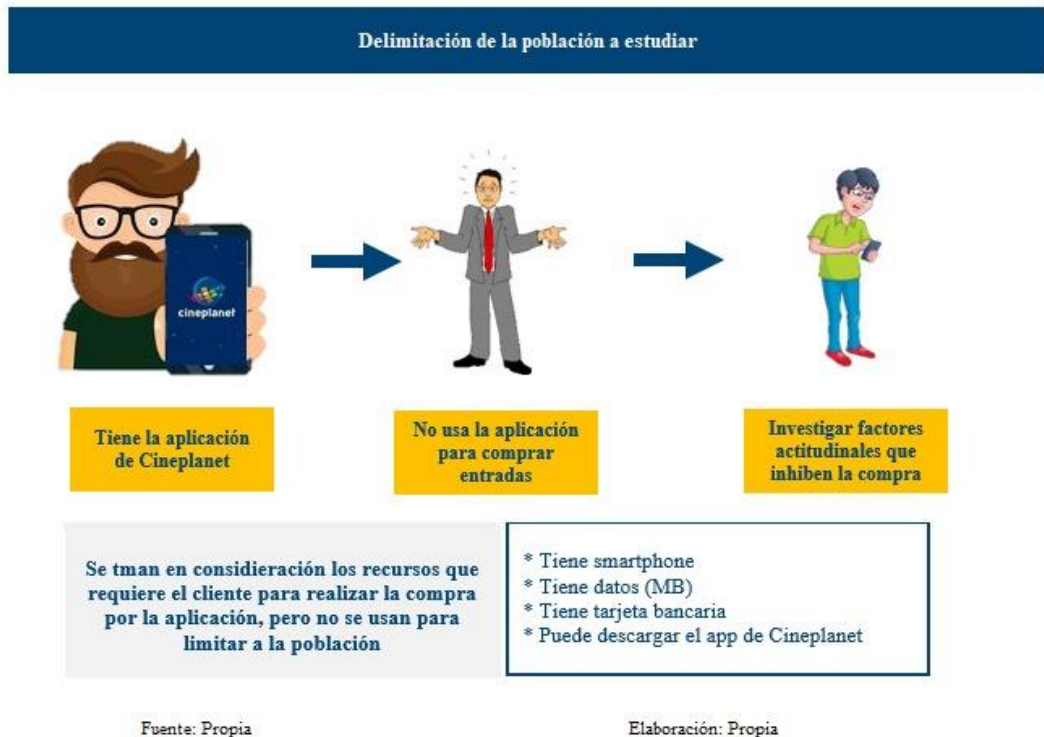 Delimitación de la población a estudiar
cineplanet
Tiene la aplicación
de Cineplanet
No usa la aplicación
para comprar
entradas
Investigar factores
actitudinales que
inhiben la compra
Se tman en considieración los recursos que
requiere el cliente para realizar la compra
por la aplicación, pero no se usan para
limitar a la población
* Tiene smartphone
* Tiene datos (MB)
* Tiene tarjeta bancaria
* Puede descargar el app de Cineplanet
Fuente: Propia
Elaboración: Propia